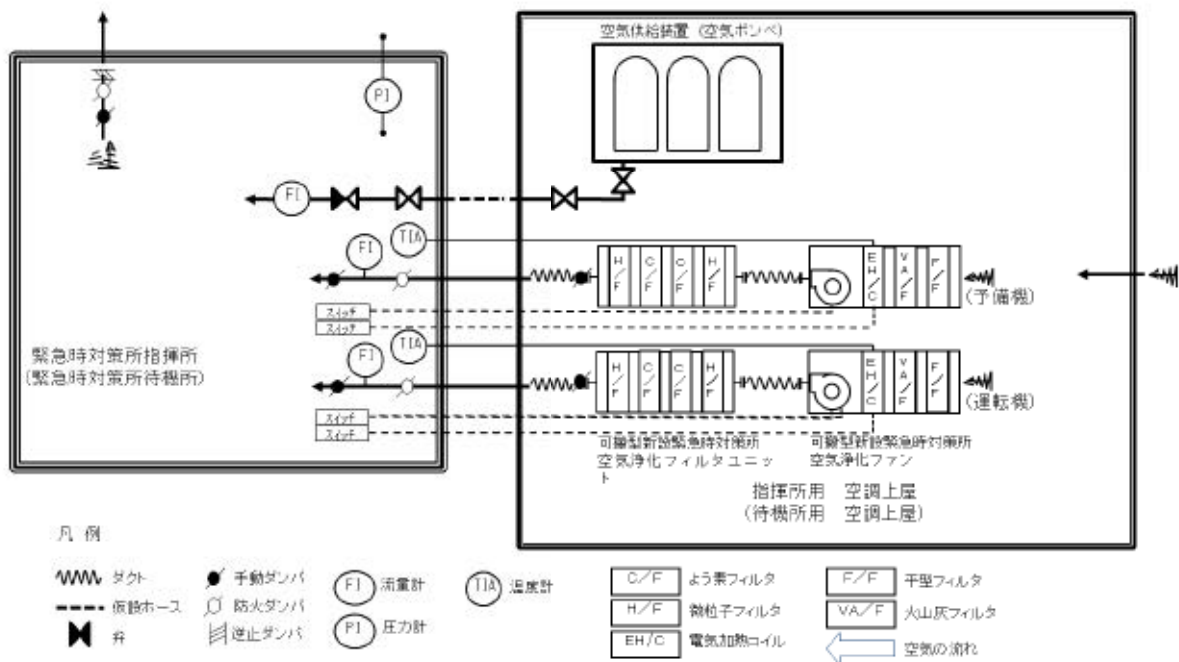 空気供給装置 (空気ボンベ)
PI
FI
TIA
FI
H/F
C/F
C/F
H/F
EH/C
VA/F
F/F
(予備機)
スイッチ
スイッチ
緊急時対策所指揮所
(緊急時対策所待機所)
TIA
FI
H/F
C/F
C/F
H/F
EH/C
VA/F
F/F
(運転機)
スイッチ
スイッチ
可搬型新設緊急時対策所
空気浄化フィルタユニッ
ト
可搬型新設緊急時対策所
空気浄化ファン
指揮所用 空調上屋
(待機所用 空調上屋)
凡 例
ダクト
手動ダンパ
FI 流量計
TIA 温度計
C/F よう素フィルタ
F/F 平型フィルタ
仮設ホース
防火ダンパ
H/F 微粒子フィルタ
VA/F 火山灰フィルタ
弁
逆止ダンパ
PI 圧力計
EH/C 電気加熱コイル
空気の流れ